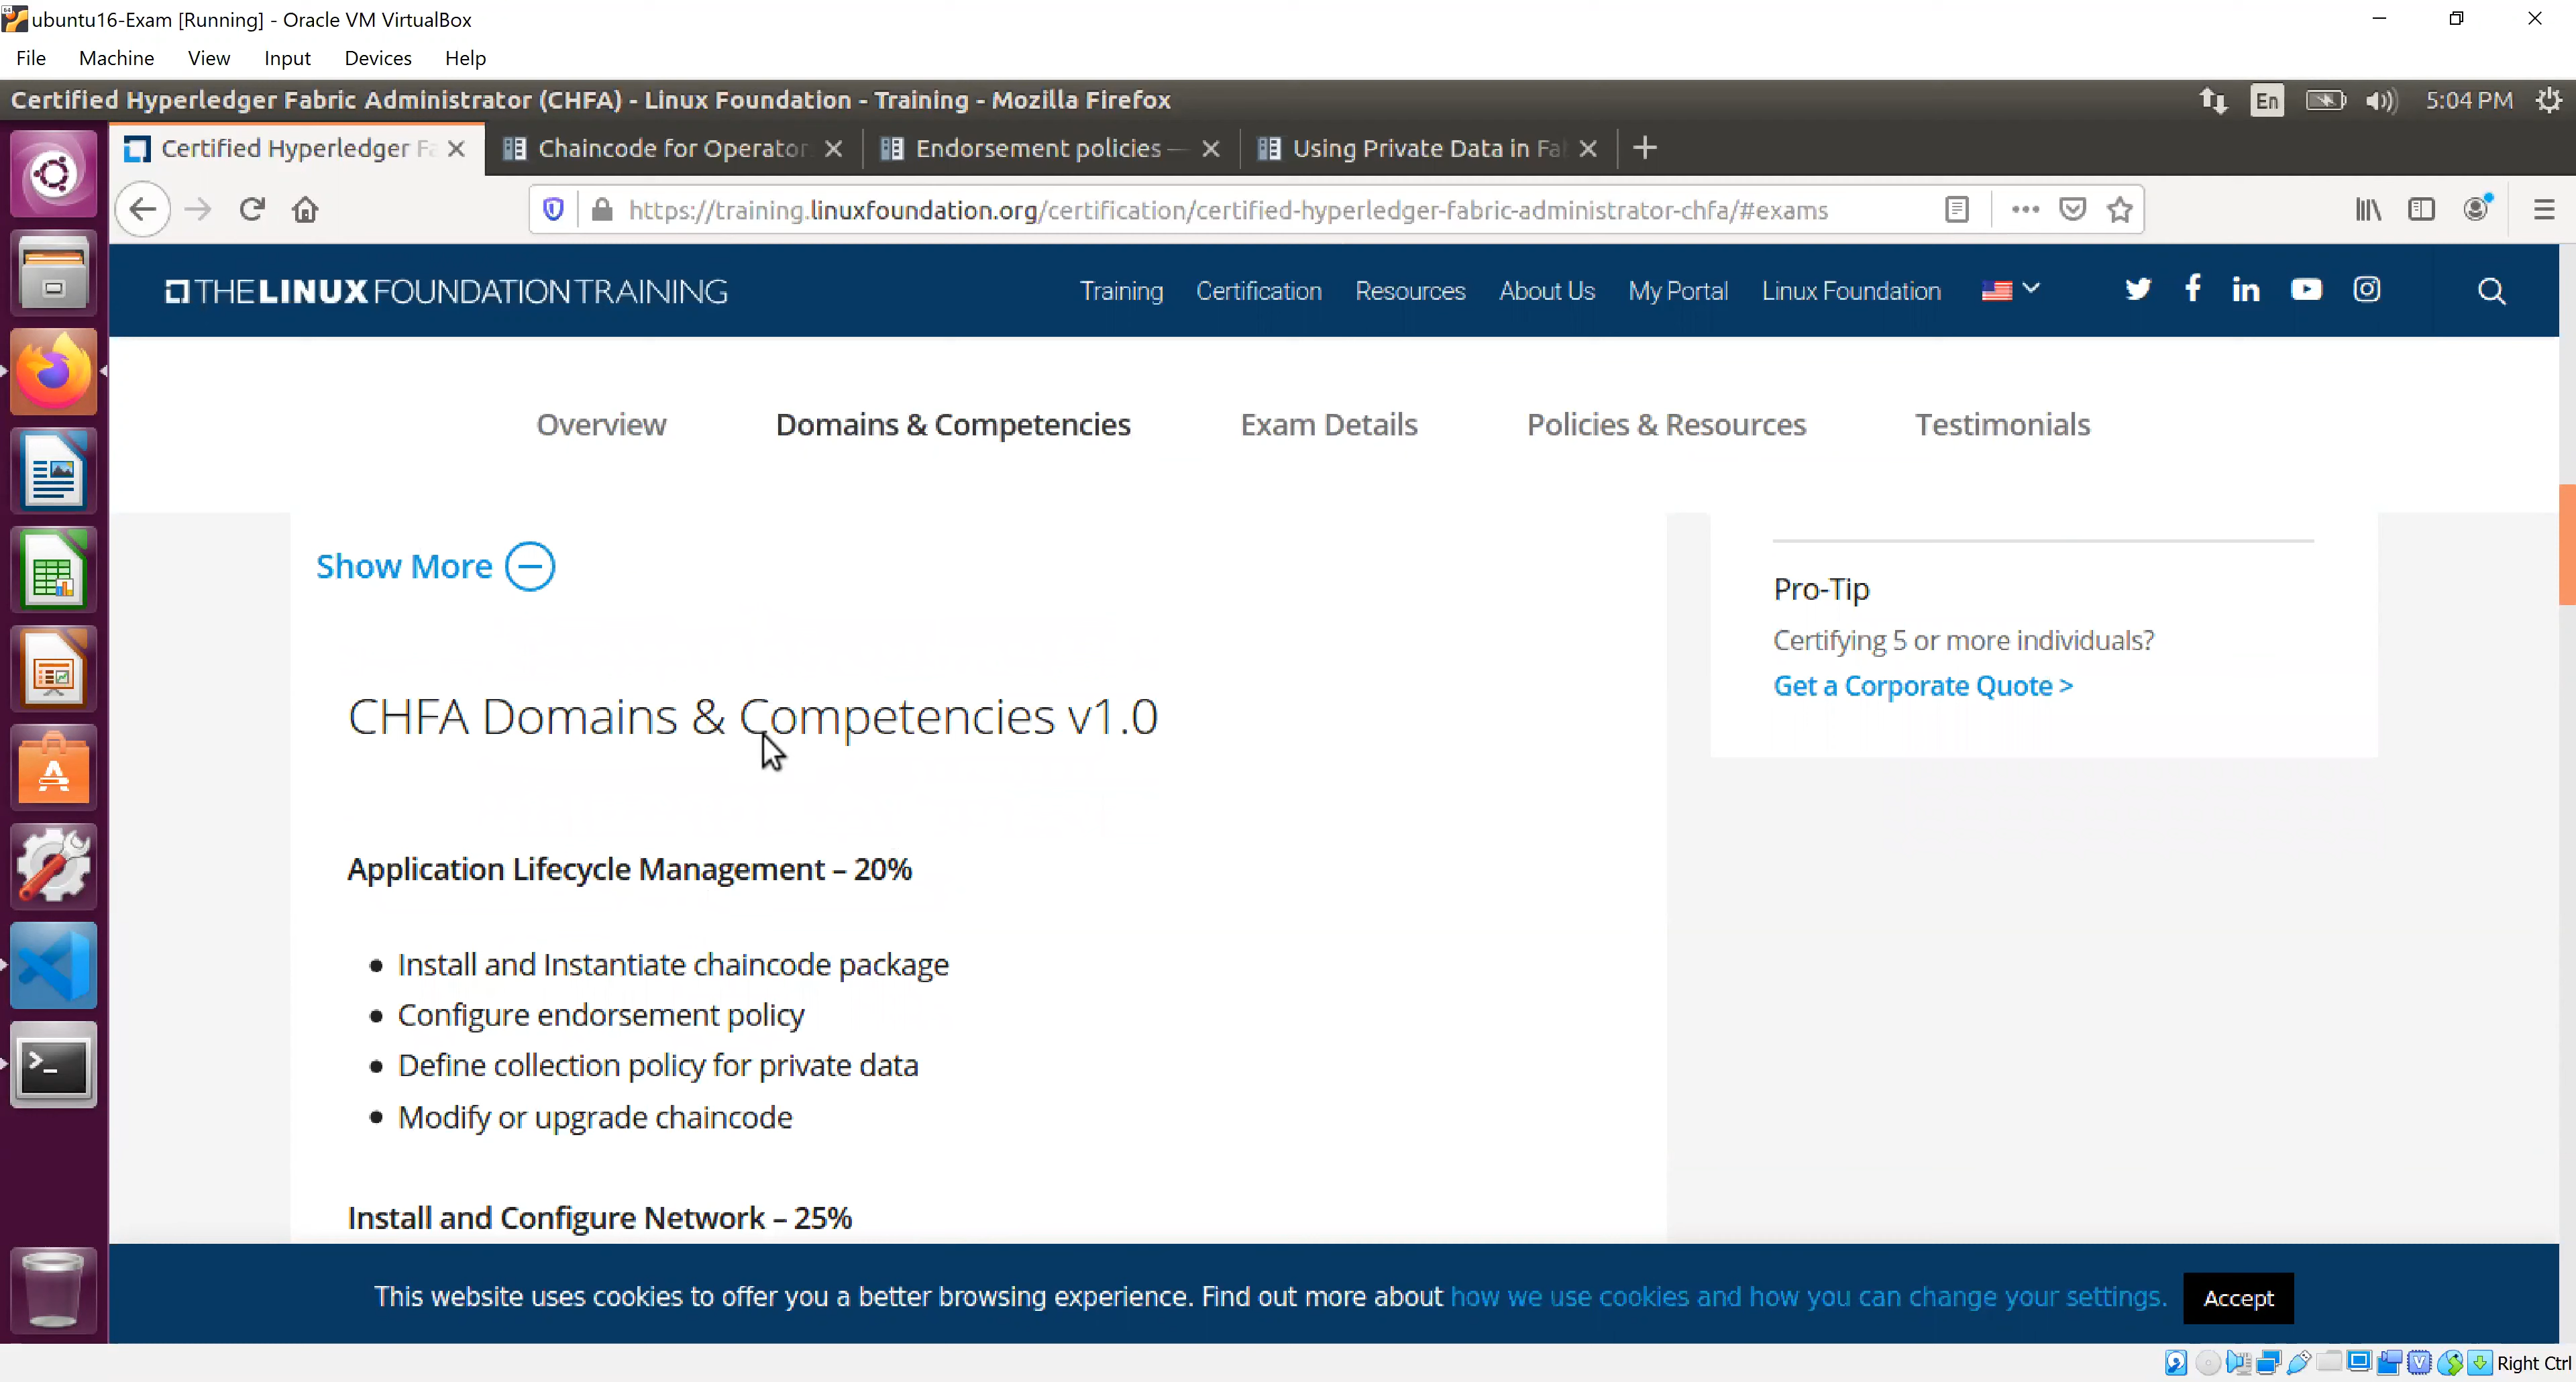 ubuntu16-Exam [Running] - Oracle VM VirtualBox
File Machine View Input Devices Help
Certified Hyperledger Fabric Administrator (CHFA) - Linux Foundation - Training - Mozilla Firefox
En 5:04 PM
Certified Hyperledger Fa Chaincode for Operator Endorsement policies — Using Private Data in Fa
https://training.linuxfoundation.org/certification/certified-hyperledger-fabric-administrator-chfa/#exams
THE LINUX FOUNDATION TRAINING Training Certification Resources About Us My Portal Linux Foundation
Overview Domains & Competencies Exam Details Policies & Resources Testimonials
Show More
Pro-Tip
Certifying 5 or more individuals?
Get a Corporate Quote >
CHFA Domains & Competencies v1.0
Application Lifecycle Management – 20%
• Install and Instantiate chaincode package
• Configure endorsement policy
• Define collection policy for private data
• Modify or upgrade chaincode
Install and Configure Network – 25%
This website uses cookies to offer you a better browsing experience. Find out more about how we use cookies and how you can change your settings. Accept
Right Ctrl